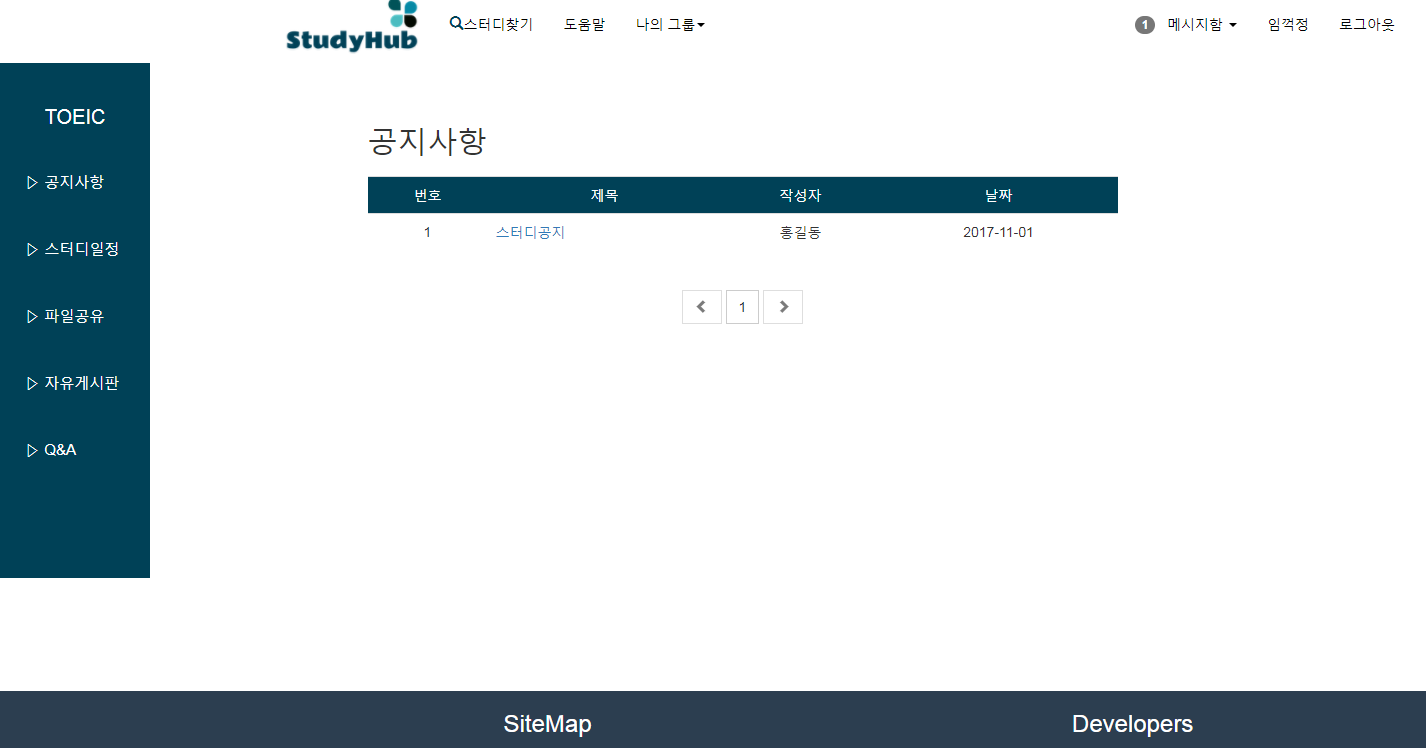 StudyHub 스터디찾기 도움말 나의 그룹 1 메시지함 임꺽정 로그아웃
TOEIC
▷ 공지사항
▷ 스터디일정
▷ 파일공유
▷ 자유게시판
▷ Q&A
공지사항
번호 제목 작성자 날짜
1 스터디공지 홍길동 2017-11-01
1
SiteMap Developers